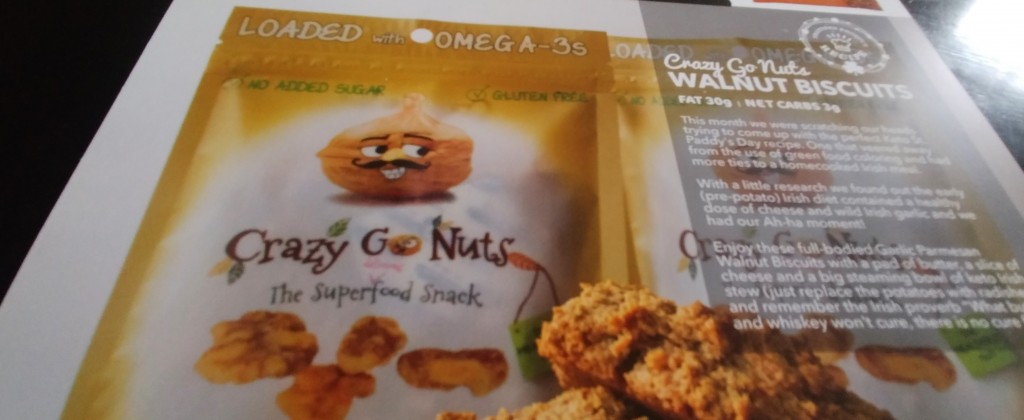 LOADED with OMEGA-3s
NO ADDED SUGAR
GLUTEN FREE
Crazy Go Nuts
The Superfood Snack
Crazy Go Nuts
WALNUT BISCUITS
FAT 30g | NET CARBS 3g
This month we were scratching our heads
trying to come up with the perfect Keto St.
Paddy's Day recipe. One that
from the use of green food coloring and had
more ties to a homecooked Irish meal.
With a little research we found out the early
(pre-potato) Irish diet contained a healthy
dose of cheese and wild Irish garlic and we
had our Ah-ha moment!
Enjoy these full-bodied Garlic Parmesan
Walnut Biscuits with a pad of butter, a slice of
cheese and a big steaming bowl of keto
stew (just replace the potatoes with
and remember the Irish proverb "What
and whiskey won't cure, there is no cure